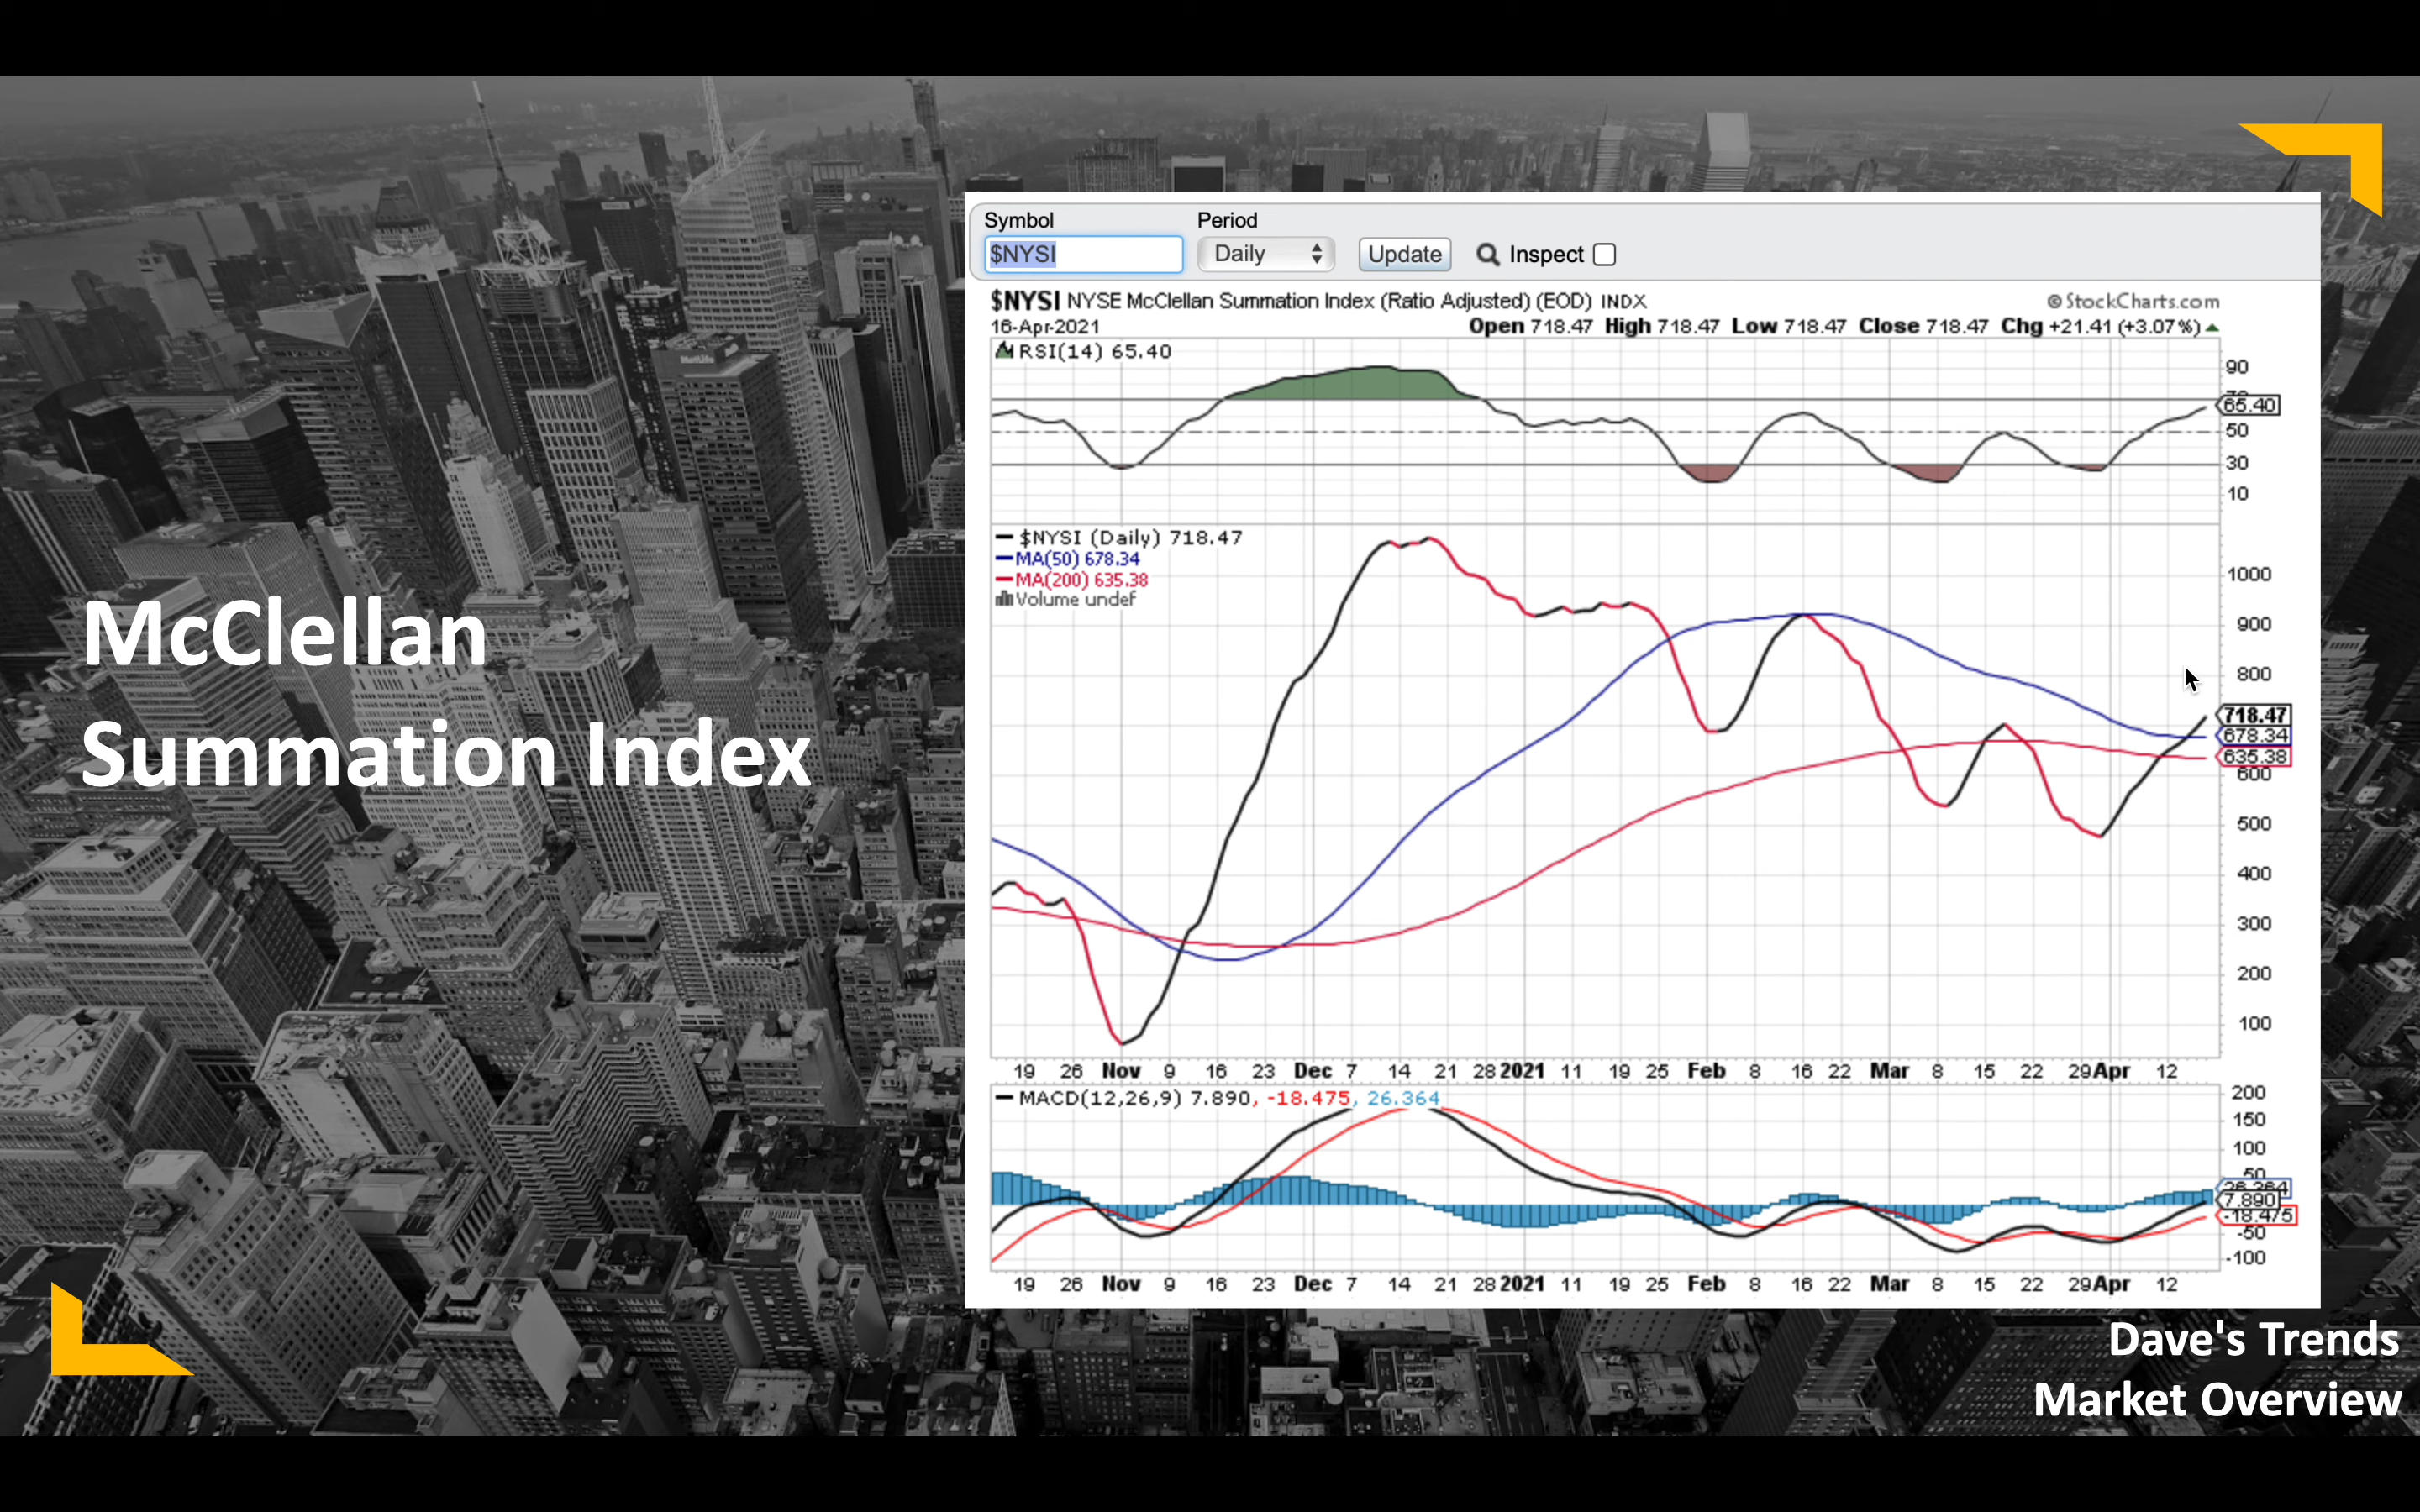 McClellan
Summation Index
Symbol Period
$NYSI Daily Update Inspect
$NYSI NYSE McClellan Summation Index (Ratio Adjusted) (EOD) INDX © StockCharts.com
16-Apr-2021 Open 718.47 High 718.47 Low 718.47 Close 718.47 Chg +21.41 (+3.07%)
RSI(14) 65.40
90
65.40
50
30
10
$NYSI (Daily) 718.47
MA(50) 678.34
MA(200) 635.38
Volume undef
1000
900
800
718.47
678.34
635.38
600
500
400
300
200
100
19 26 Nov 9 16 23 Dec 7 14 21 28 2021 11 19 25 Feb 8 16 22 Mar 8 15 22 29 Apr 12
MACD(12,26,9) 7.890, -18.475, 26.364
200
150
100
50
26.364
7.890
-18.475
-50
-100
19 26 Nov 9 16 23 Dec 7 14 21 28 2021 11 19 25 Feb 8 16 22 Mar 8 15 22 29 Apr 12
Dave's Trends
Market Overview